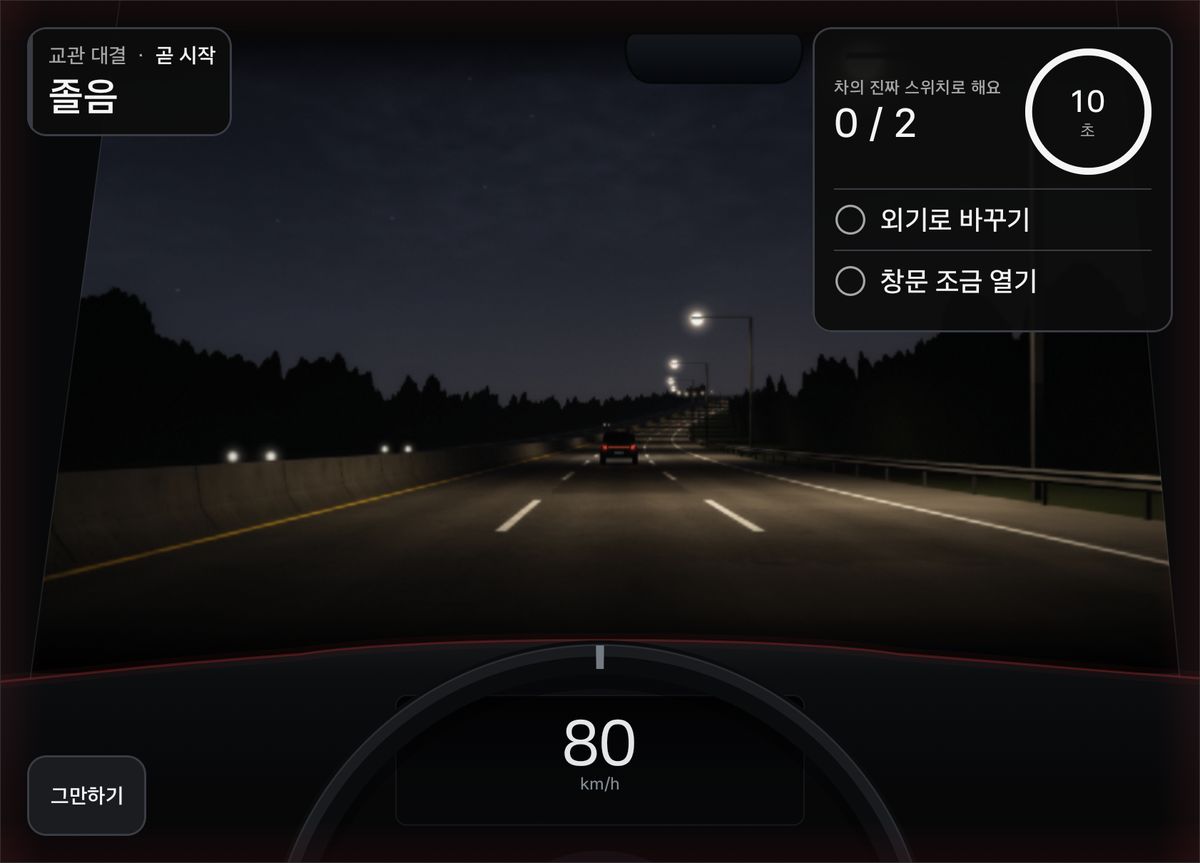 교관 대결 · 곧 시작
졸음
차의 진짜 스위치로 해요
0 / 2
10
초
외기로 바꾸기
창문 조금 열기
80
km/h
그만하기